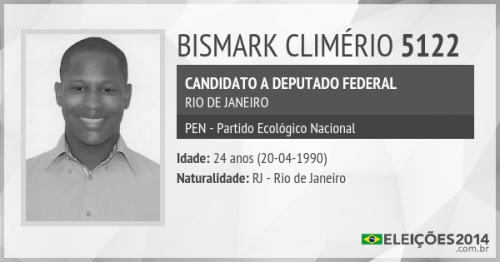 BISMARK CLIMÉRIO 5122
CANDIDATO A DEPUTADO FEDERAL
RIO DE JANEIRO
PEN - Partido Ecológico Nacional
Idade: 24 anos (20-04-1990)
Naturalidade: RJ - Rio de Janeiro
ELEIÇÕES2014
.com.br